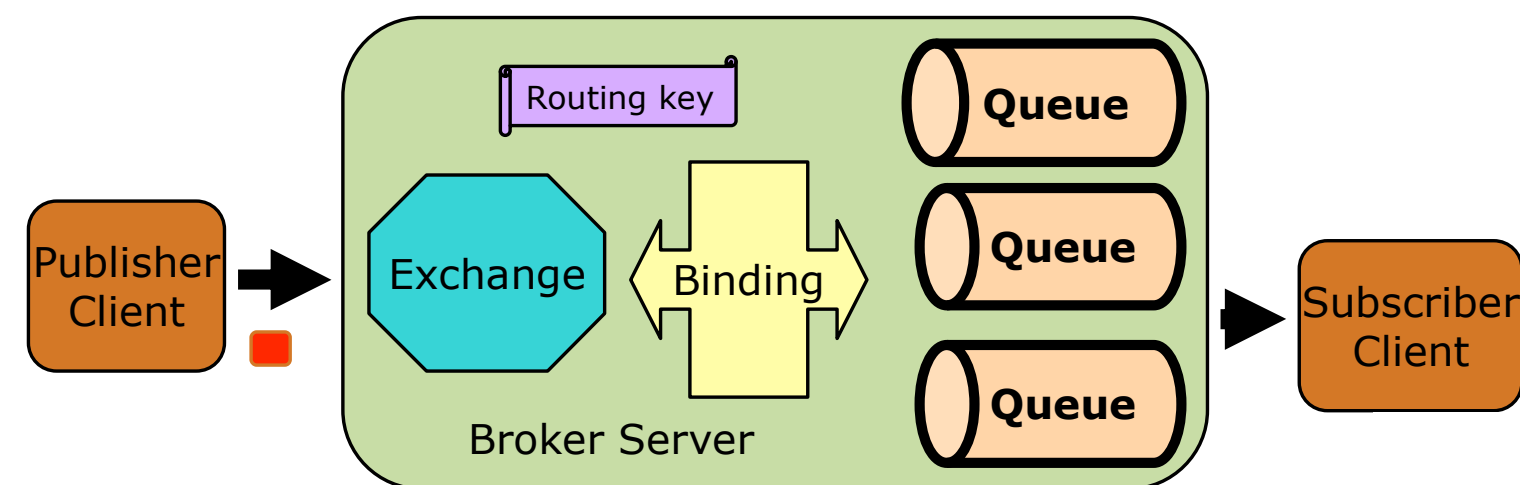 Routing key
Queue
Publisher
Client
Exchange
Binding
Queue
Subscriber
Client
Queue
Broker Server